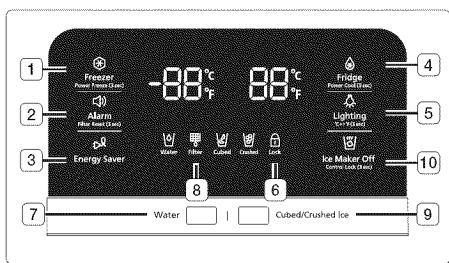 1
Freezer
Power Freeze (3 sec)
2
Alarm
Filter Reset (3 sec)
3
Energy Saver
-88 °C °F
88 °C °F
Water Filter Cubed Crushed Lock
8
6
4
Fridge
Power Cool (3 sec)
5
Lighting
°C↔°F (3 sec)
10
Ice Maker Off
Control Lock (3 sec)
7
Water
Cubed/Crushed Ice
9